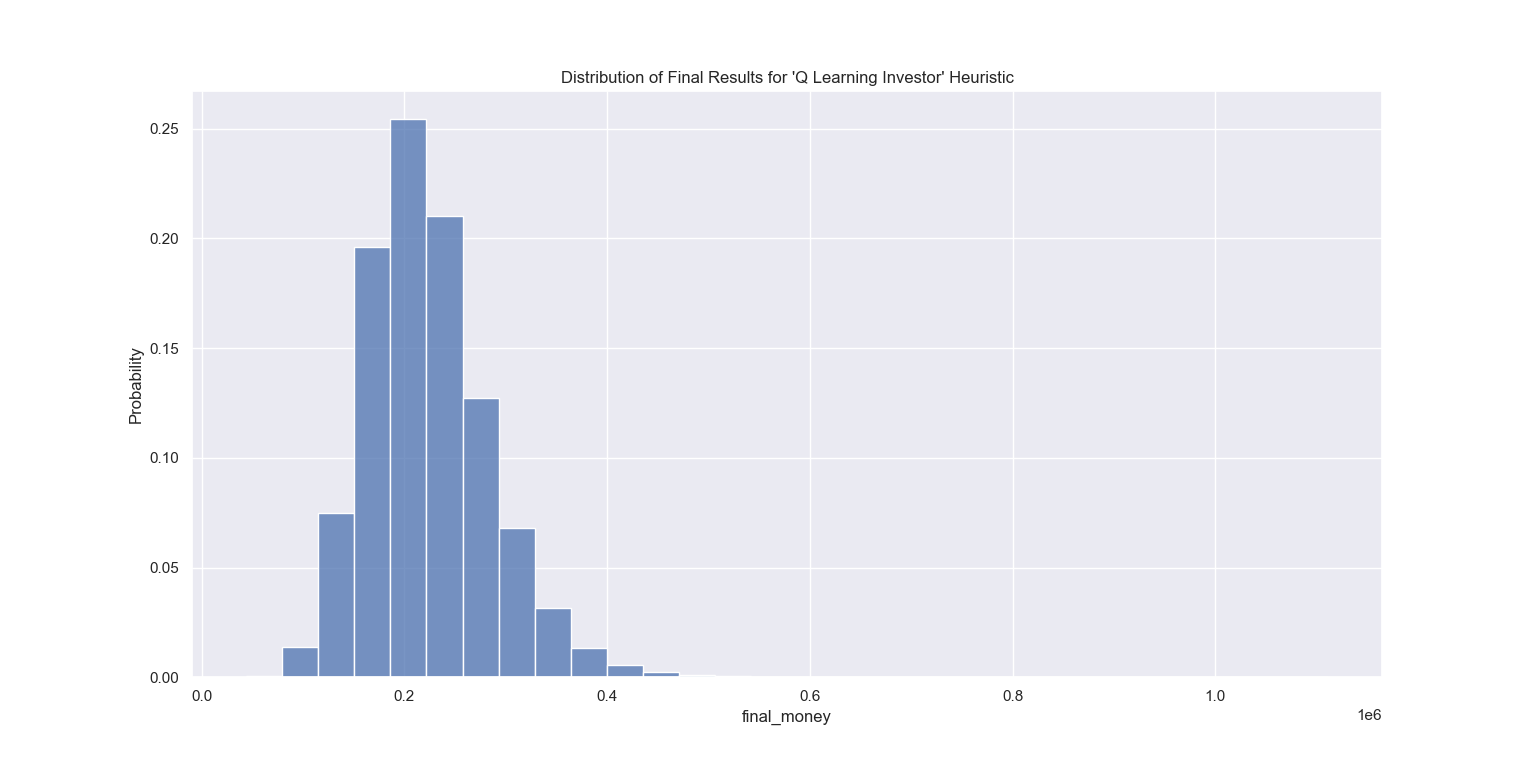 Distribution of Final Results for 'Q Learning Investor' Heuristic
0.25
0.20
0.15
0.10
0.05
0.00
Probability
0.0 0.2 0.4 0.6 0.8 1.0
1e6
final_money